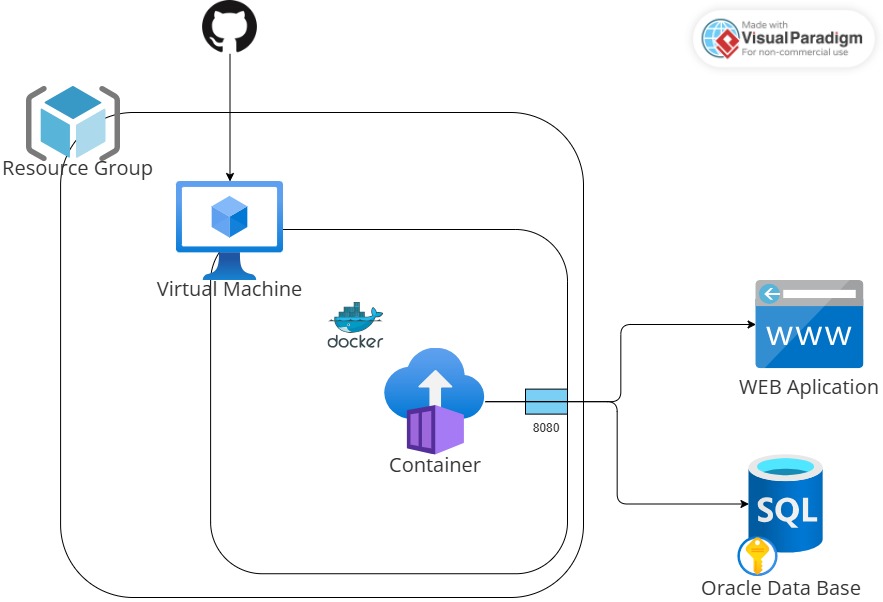 Made with
Visual Paradigm
For non-commercial use
Resource Group
Virtual Machine
docker
Container
8080
WWW
WEB Aplication
SQL
Oracle Data Base